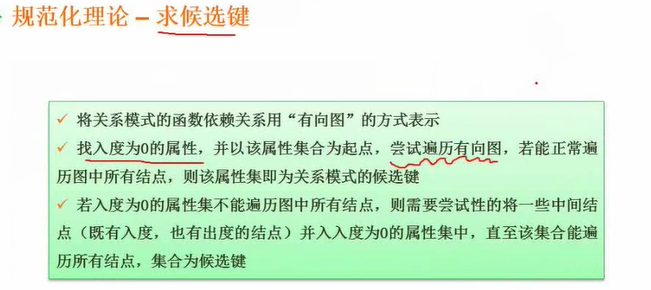 规范化理论 – 求候选键
✓ 将关系模式的函数依赖关系用“有向图”的方式表示
✓ 找入度为0的属性，并以该属性集合为起点，尝试遍历有向图，若能正常遍
历图中所有结点，则该属性集即为关系模式的候选键
✓ 若入度为0的属性集不能遍历图中所有结点，则需要尝试性的将一些中间结
点（既有入度，也有出度的结点）并入入度为0的属性集中，直至该集合能遍
历所有结点，集合为候选键